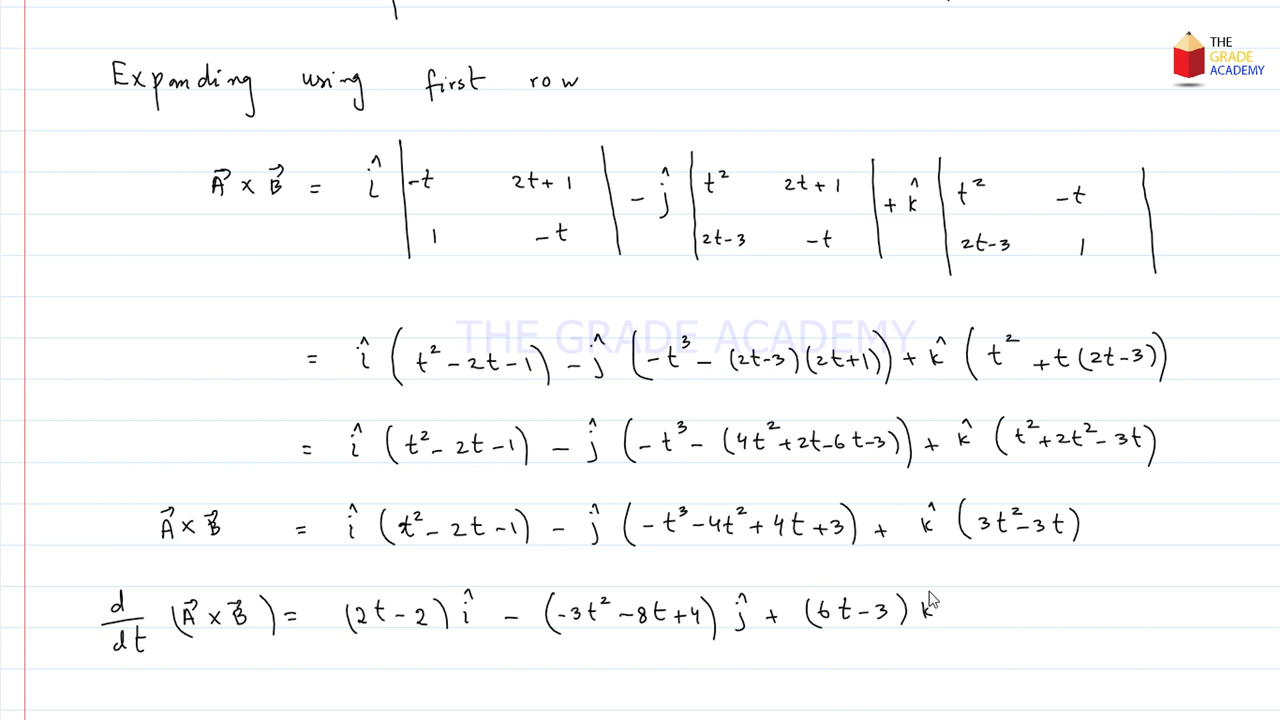 THE
GRADE
ACADEMY
Expanding using first row
A⃗ × B⃗ = î | -t 2t+1 | - ĵ | t² 2t+1 | + k̂ | t² -t |
1 -t 2t-3 -t 2t-3 1
THE GRADE ACADEMY
= î (t² - 2t - 1) - ĵ (-t³ - (2t-3)(2t+1)) + k̂ (t² + t(2t-3))
= î (t² - 2t - 1) - ĵ (-t³ - (4t² + 2t - 6t - 3)) + k̂ (t² + 2t² - 3t)
A⃗ × B⃗ = î (t² - 2t - 1) - ĵ (-t³ - 4t² + 4t + 3) + k̂ (3t² - 3t)
d/dt (A⃗ × B⃗) = (2t - 2) î - (-3t² - 8t + 4) ĵ + (6t - 3) k